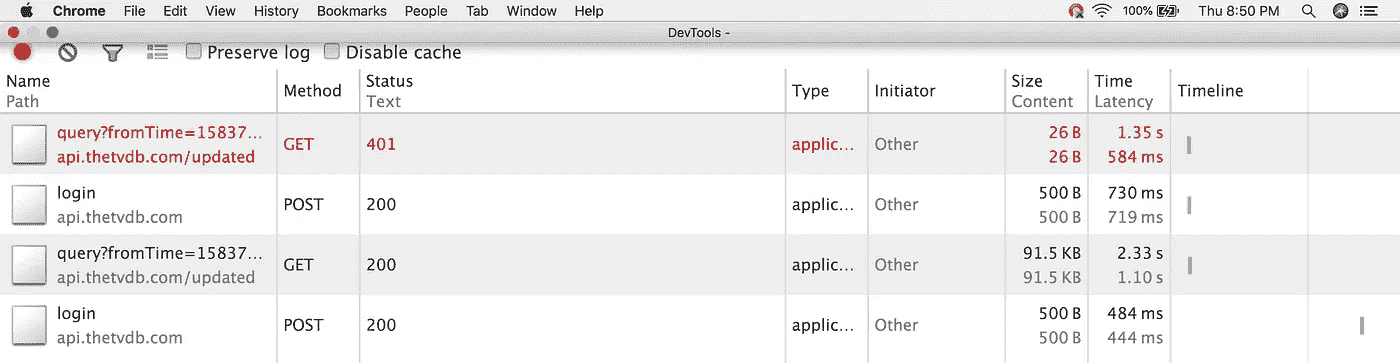 Chrome File Edit View History Bookmarks People Tab Window Help 100% Thu 8:50 PM
DevTools -
Preserve log Disable cache
Name Method Status Type Initiator Size Time Timeline
Path Text Content Latency
query?fromTime=15837... GET 401 applic... Other 26 B 1.35 s
api.thetvdb.com/updated 26 B 584 ms
login POST 200 applic... Other 500 B 730 ms
api.thetvdb.com 500 B 719 ms
query?fromTime=15837... GET 200 applic... Other 91.5 KB 2.33 s
api.thetvdb.com/updated 91.5 KB 1.10 s
login POST 200 applic... Other 500 B 484 ms
api.thetvdb.com 500 B 444 ms